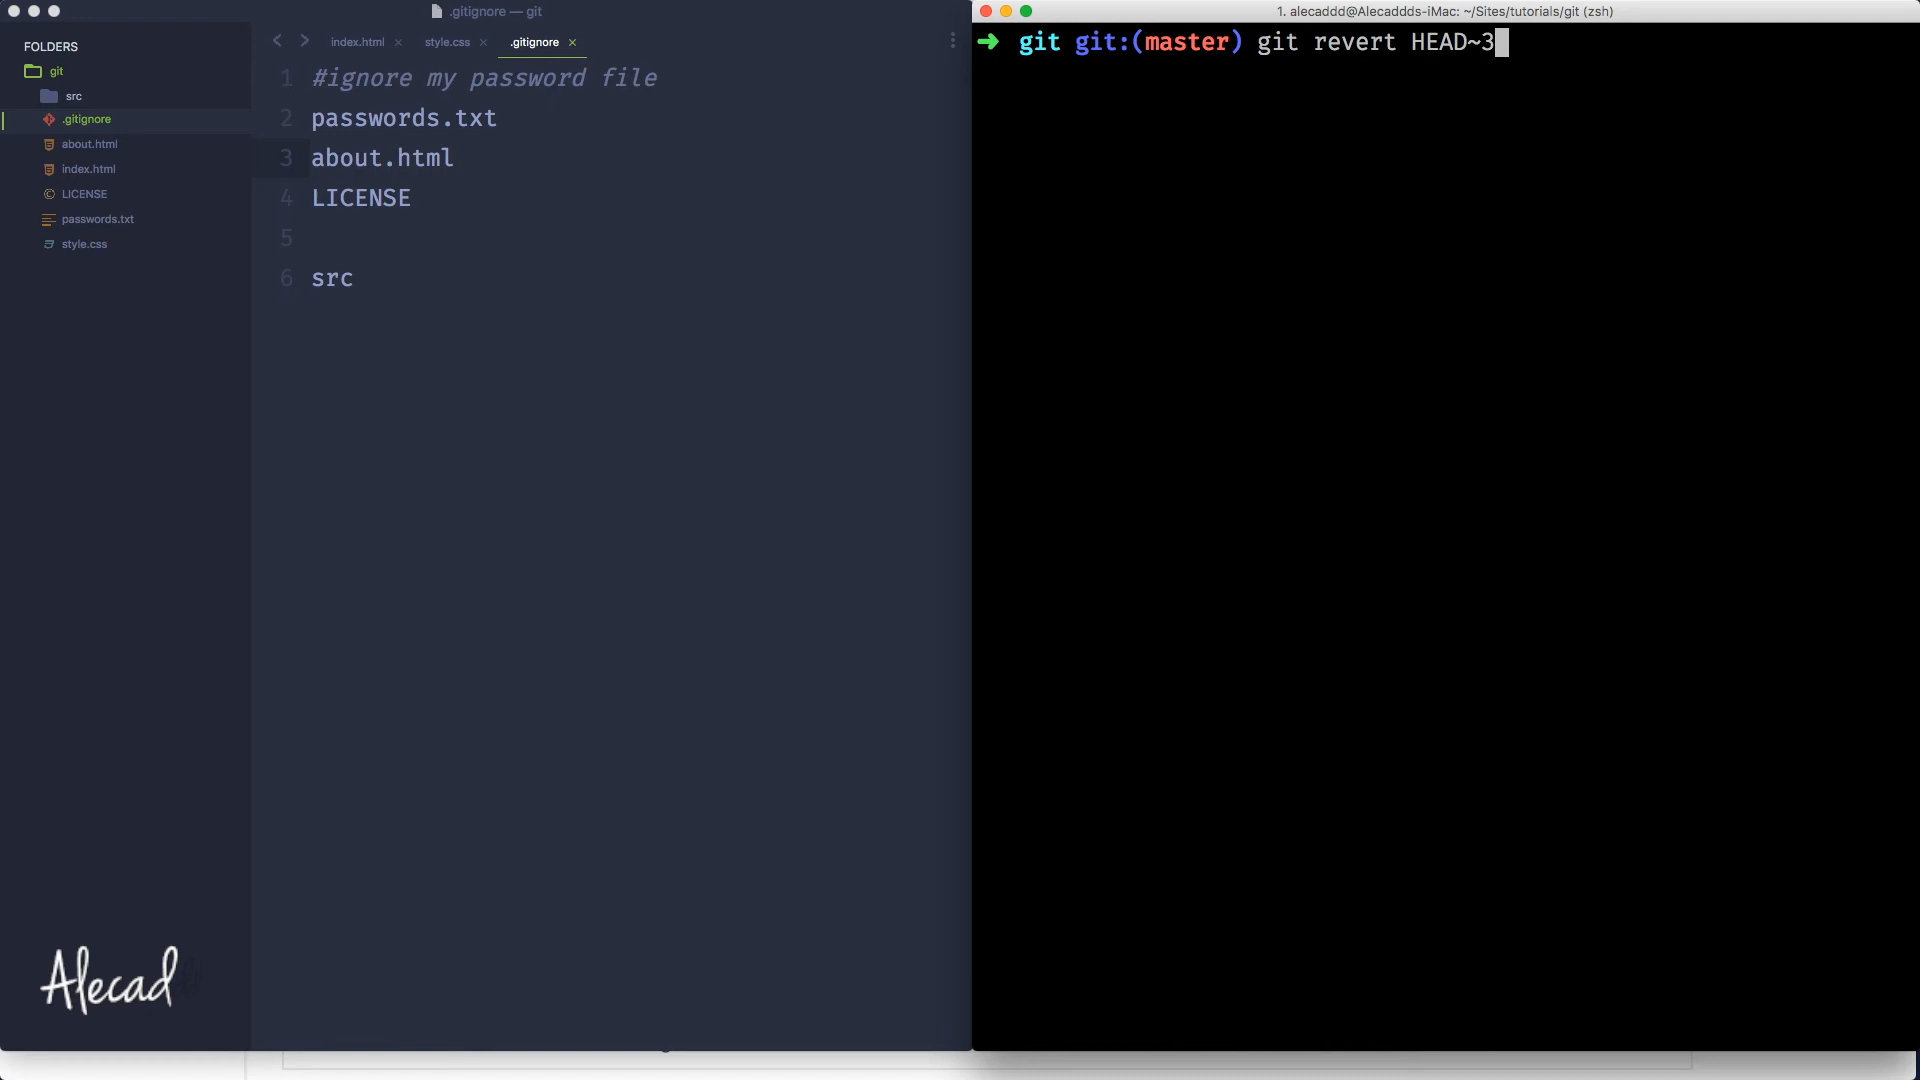 .gitignore — git
FOLDERS
git
src
.gitignore
about.html
index.html
LICENSE
passwords.txt
style.css
index.html ×
style.css ×
.gitignore ×
1 #ignore my password file
2 passwords.txt
3 about.html
4 LICENSE
5
6 src
Alecad
1. alecaddd@Alecaddds-iMac: ~/Sites/tutorials/git (zsh)
➜ git git:(master) git revert HEAD~3